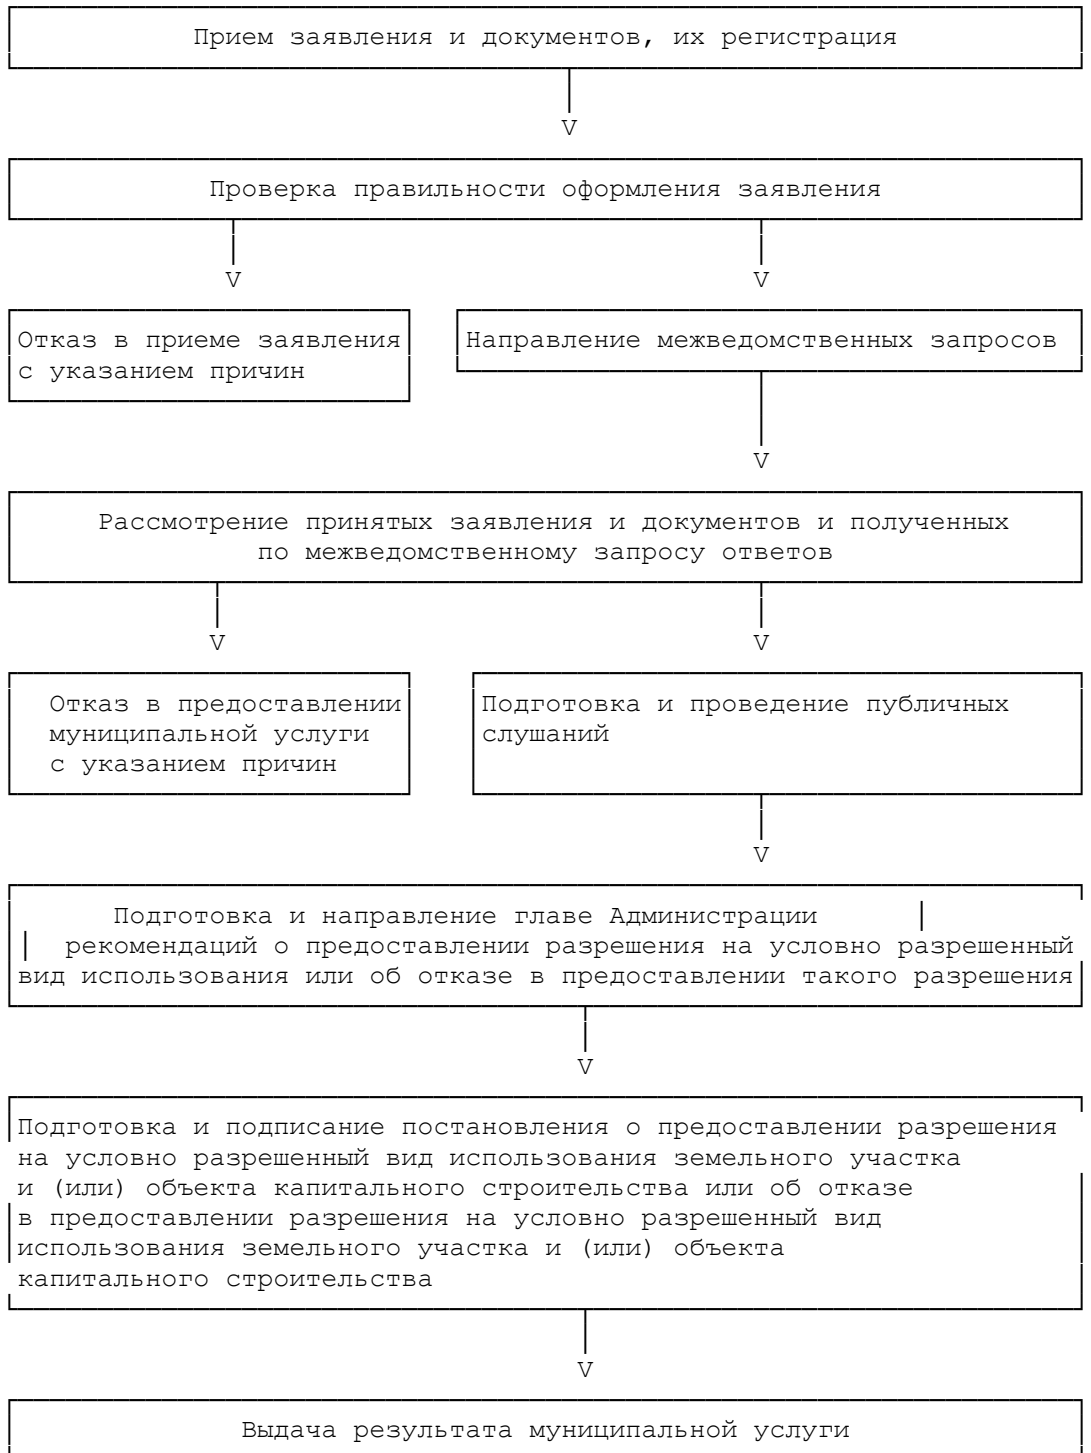 Прием заявления и документов, их регистрация
V
Проверка правильности оформления заявления
V V
Отказ в приеме заявления
с указанием причин
Направление межведомственных запросов
V
Рассмотрение принятых заявления и документов и полученных
по межведомственному запросу ответов
V V
Отказ в предоставлении
муниципальной услуги
с указанием причин
Подготовка и проведение публичных
слушаний
V
Подготовка и направление главе Администрации
рекомендаций о предоставлении разрешения на условно разрешенный
вид использования или об отказе в предоставлении такого разрешения
V
Подготовка и подписание постановления о предоставлении разрешения
на условно разрешенный вид использования земельного участка
и (или) объекта капитального строительства или об отказе
в предоставлении разрешения на условно разрешенный вид
использования земельного участка и (или) объекта
капитального строительства
V
Выдача результата муниципальной услуги